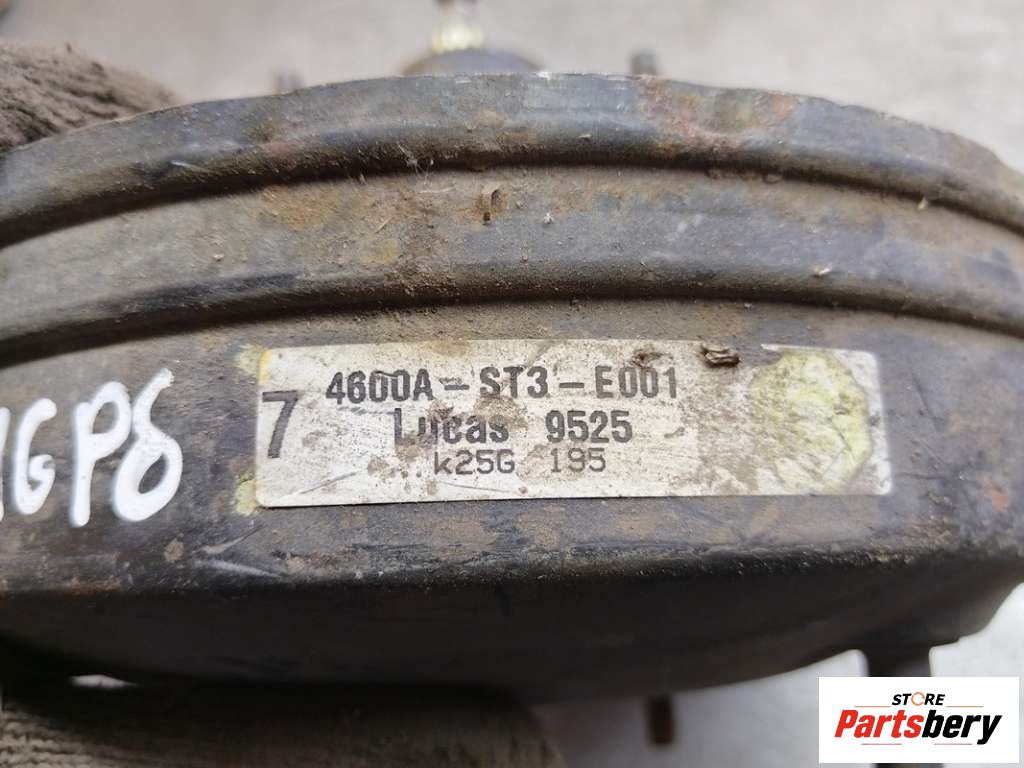 4600A-ST3-E001
7
Lucas 9525
k25G 195
GP8
STORE
Partsbery